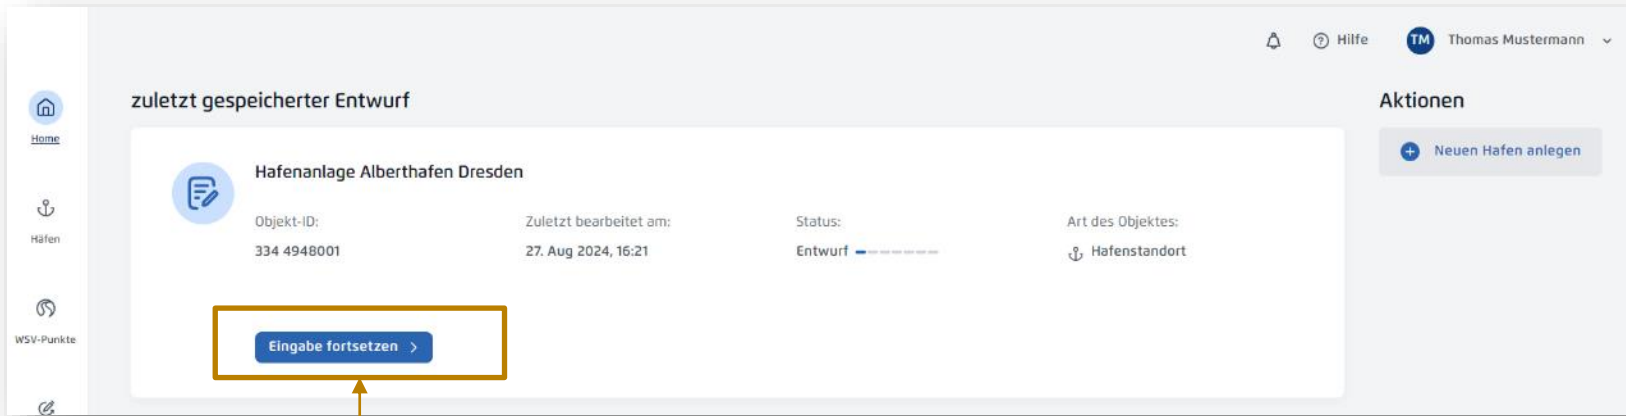 Hilfe
TM
Thomas Mustermann
Home
Häfen
WSV-Punkte
zuletzt gespeicherter Entwurf
Hafenanlage Alberthafen Dresden
Objekt-ID:
334 4948001
Zuletzt bearbeitet am:
27. Aug 2024, 16:21
Status:
Entwurf
Art des Objektes:
Hafenstandort
Eingabe fortsetzen
Aktionen
Neuen Hafen anlegen